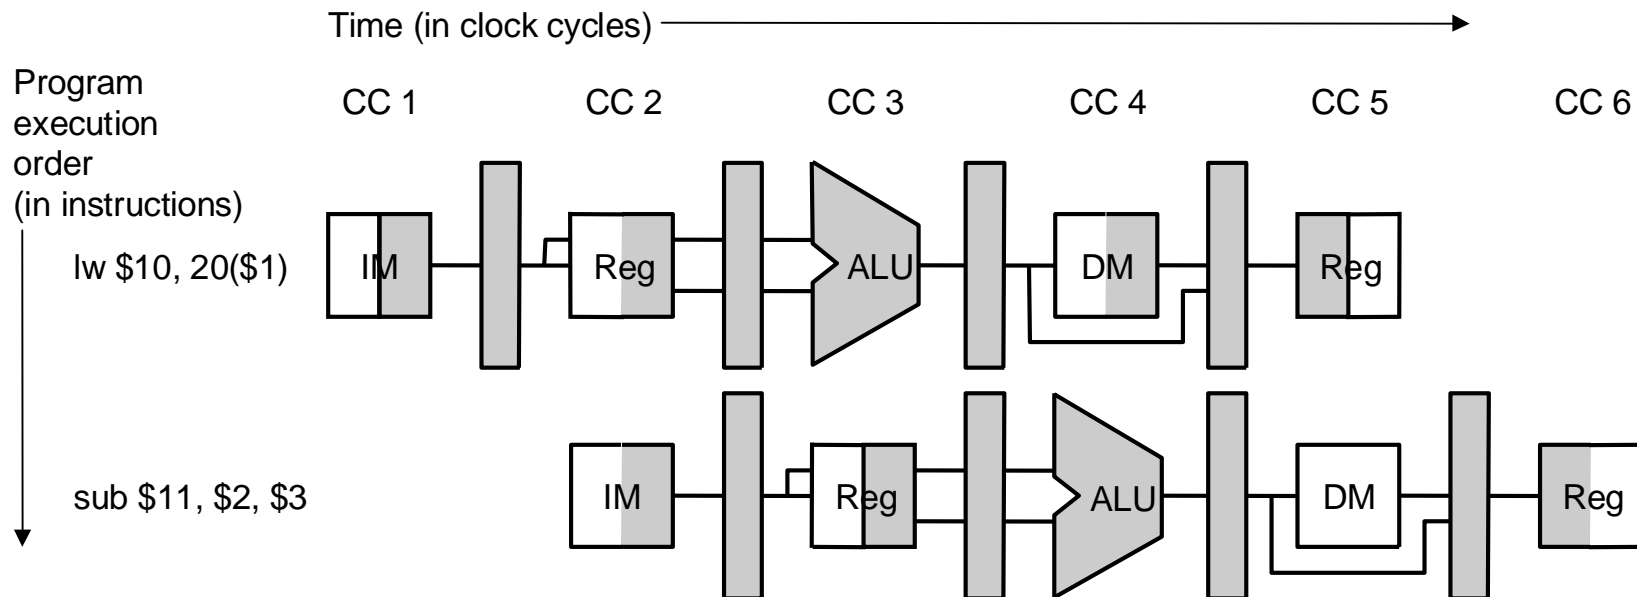 Time (in clock cycles)
Program
execution
order
(in instructions)
CC 1 CC 2 CC 3 CC 4 CC 5 CC 6
lw $10, 20($1)
IM Reg ALU DM Reg
sub $11, $2, $3
IM Reg ALU DM Reg